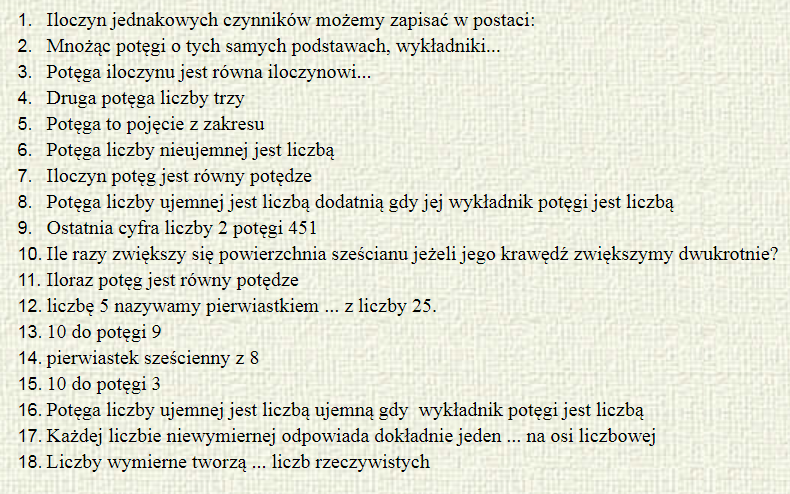 1. Iloczyn jednakowych czynników możemy zapisać w postaci:
2. Mnożąc potęgi o tych samych podstawach, wykładniki...
3. Potęga iloczynu jest równa iloczynowi...
4. Druga potęga liczby trzy
5. Potęga to pojęcie z zakresu
6. Potęga liczby nieujemnej jest liczbą
7. Iloczyn potęg jest równy potędze
8. Potęga liczby ujemnej jest liczbą dodatnią gdy jej wykładnik potęgi jest liczbą
9. Ostatnia cyfra liczby 2 potęgi 451
10. Ile razy zwiększy się powierzchnia sześcianu jeżeli jego krawędź zwiększymy dwukrotnie?
11. Iloraz potęg jest równy potędze
12. liczbę 5 nazywamy pierwiastkiem ... z liczby 25.
13. 10 do potęgi 9
14. pierwiastek sześcienny z 8
15. 10 do potęgi 3
16. Potęga liczby ujemnej jest liczbą ujemną gdy  wykładnik potęgi jest liczbą
17. Każdej liczbie niewymiernej odpowiada dokładnie jeden ... na osi liczbowej
18. Liczby wymierne tworzą ... liczb rzeczywistych